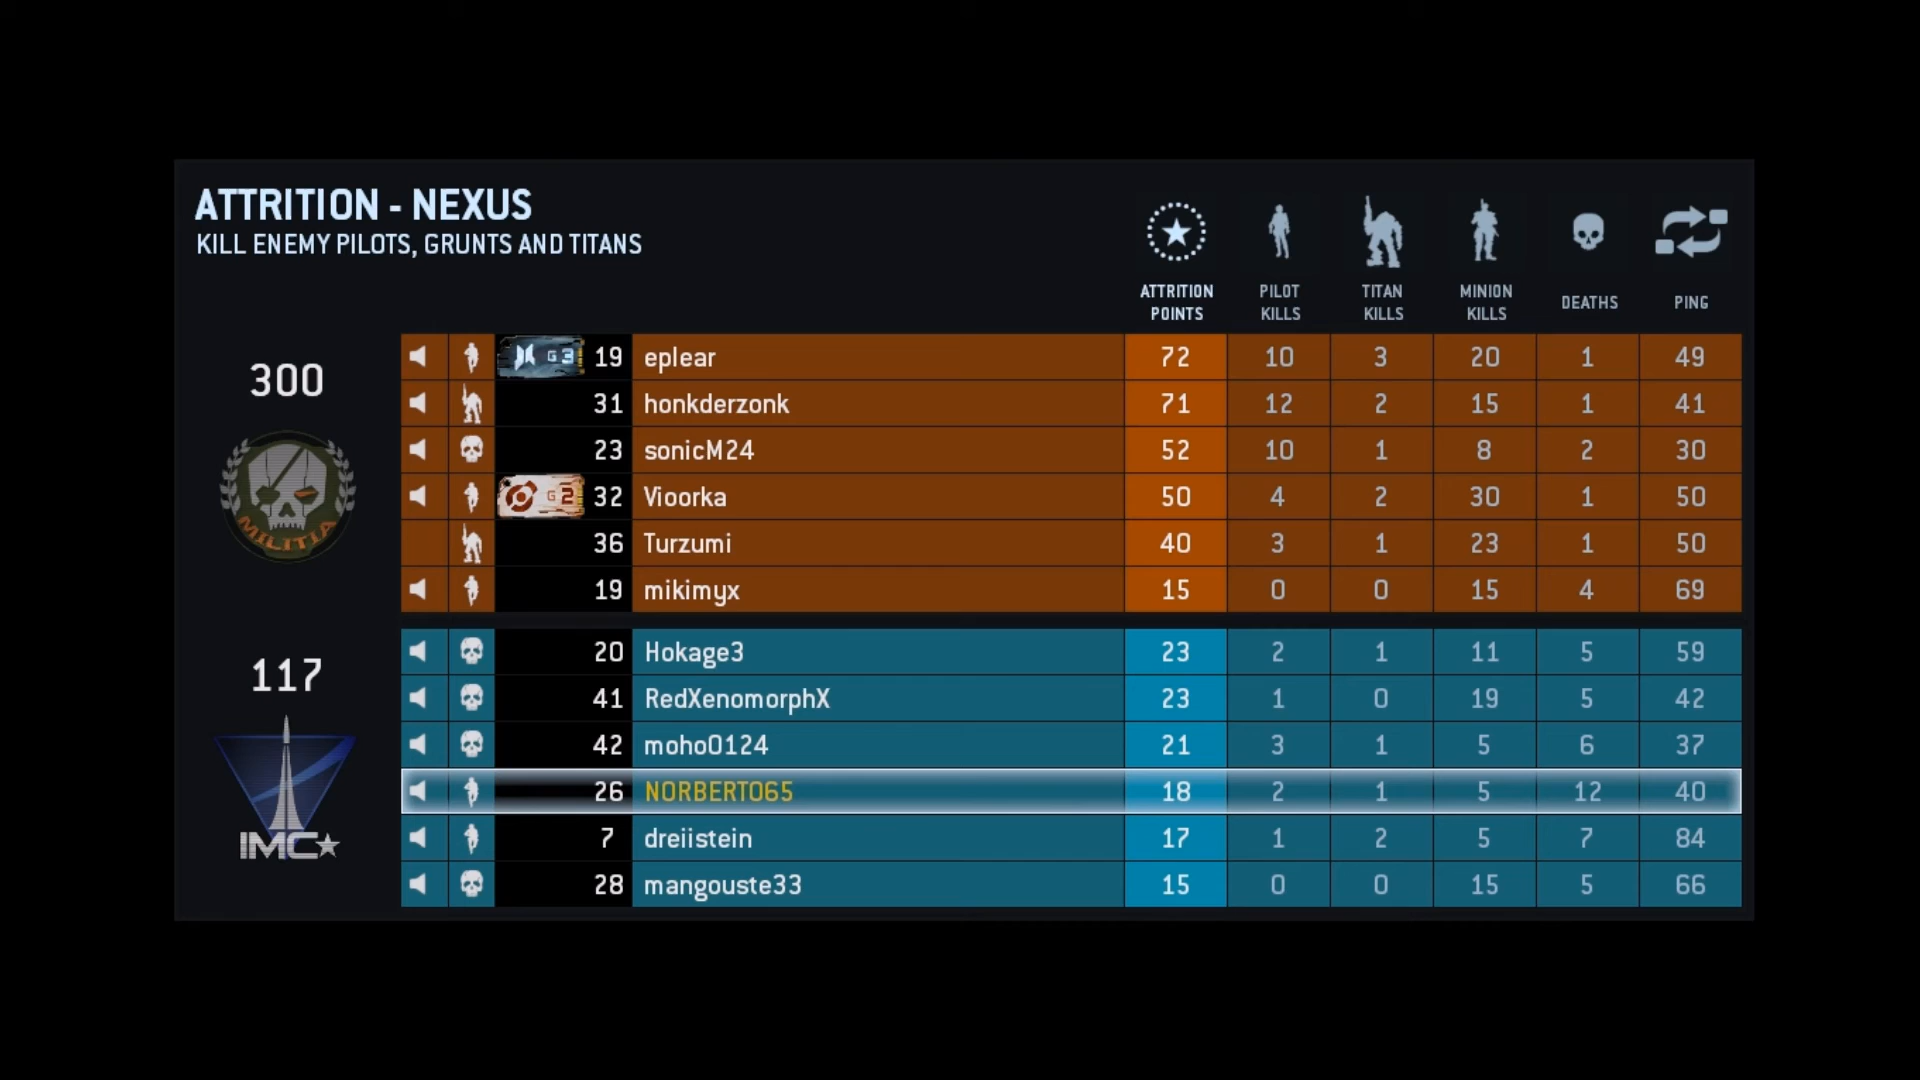 ATTRITION - NEXUS
KILL ENEMY PILOTS, GRUNTS AND TITANS
ATTRITION POINTS PILOT KILLS TITAN KILLS MINION KILLS DEATHS PING
300
MILITIA
G3 19 eplear 72 10 3 20 1 49
31 honkderzonk 71 12 2 15 1 41
23 sonicM24 52 10 1 8 2 30
G2 32 Vioorka 50 4 2 30 1 50
36 Turzumi 40 3 1 23 1 50
19 mikimyx 15 0 0 15 4 69
117
IMC
20 Hokage3 23 2 1 11 5 59
41 RedXenomorphX 23 1 0 19 5 42
42 moho0124 21 3 1 5 6 37
26 NORBERTO65 18 2 1 5 12 40
7 dreiistein 17 1 2 5 7 84
28 mangouste33 15 0 0 15 5 66